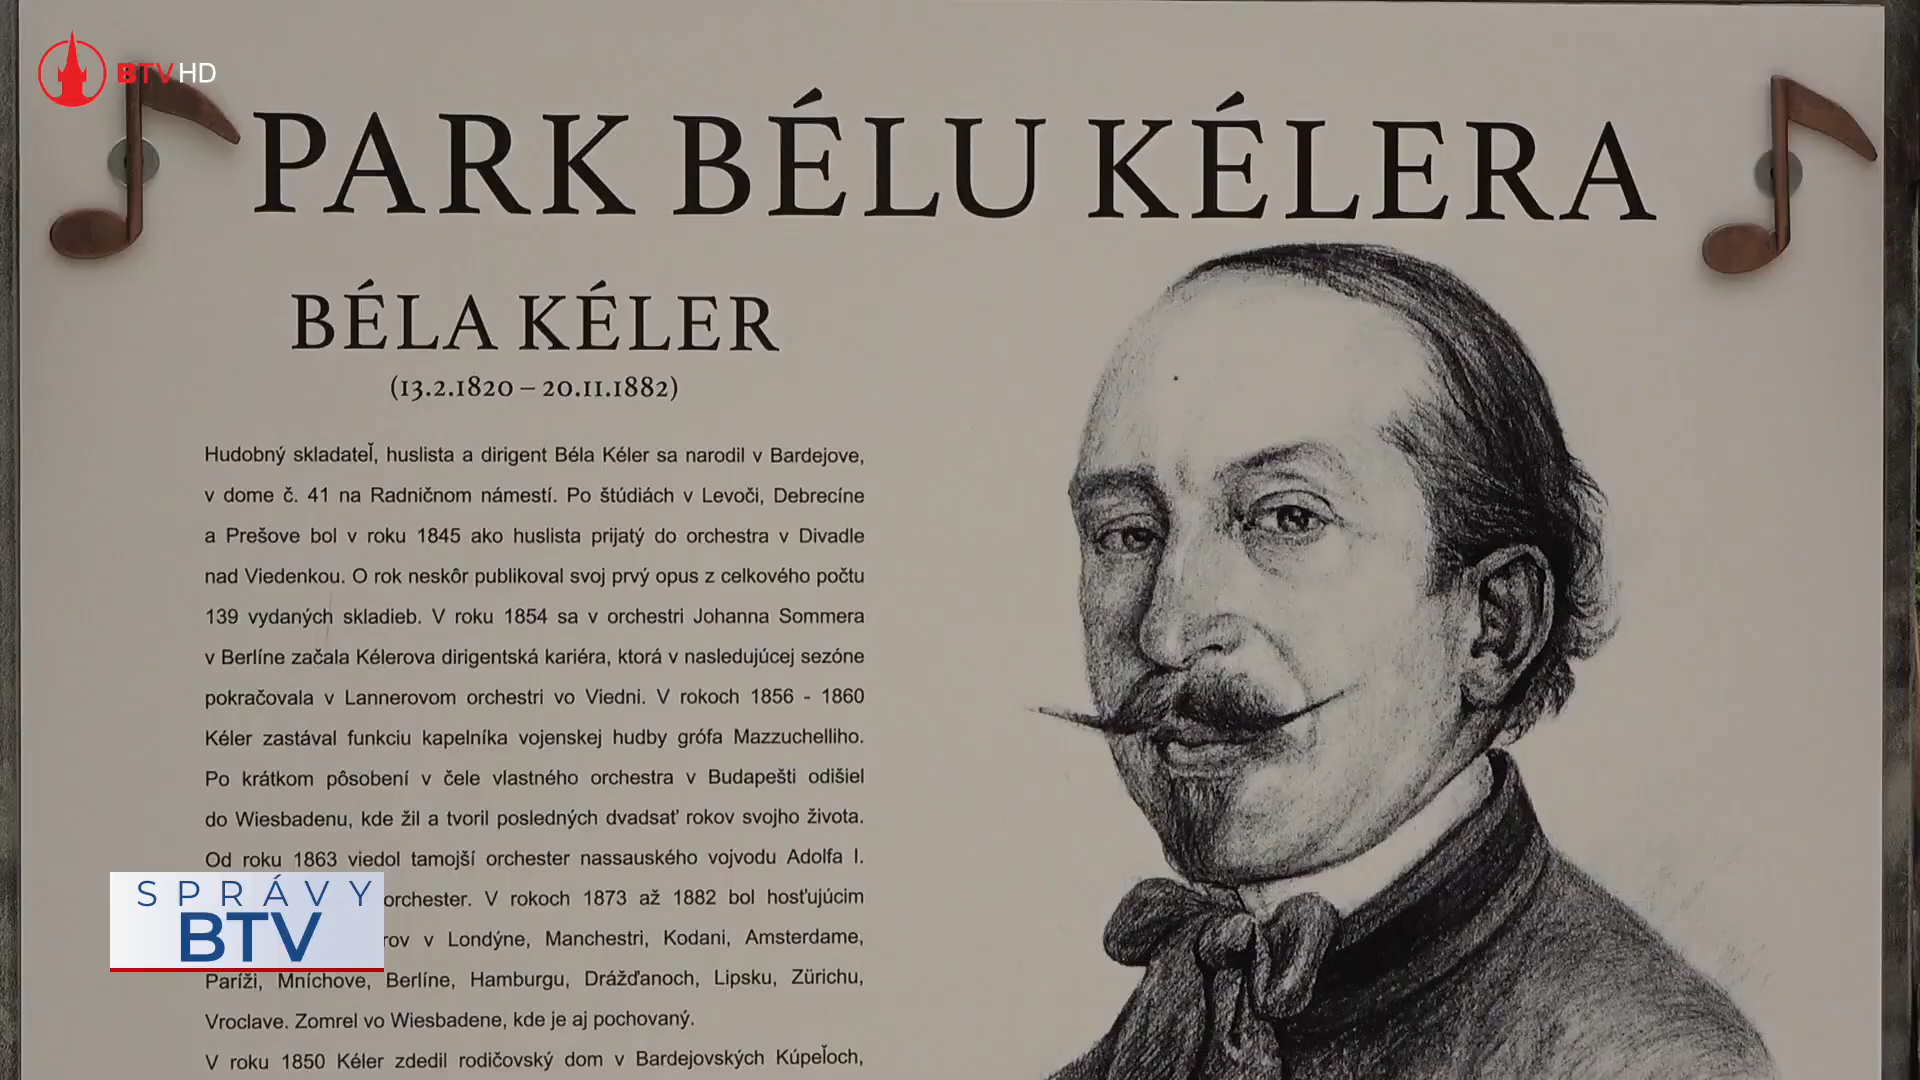 BTV HD
PARK BÉLU KÉLERA
BÉLA KÉLER
(13.2.1820 – 20.11.1882)
Hudobný skladateľ, huslista a dirigent Béla Kéler sa narodil v Bardejove,
v dome č. 41 na Radničnom námestí. Po štúdiách v Levoči, Debrecíne
a Prešove bol v roku 1845 ako huslista prijatý do orchestra v Divadle
nad Viedenkou. O rok neskôr publikoval svoj prvý opus z celkového počtu
139 vydaných skladieb. V roku 1854 sa v orchestri Johanna Sommera
v Berlíne začala Kélerova dirigentská kariéra, ktorá v nasledujúcej sezóne
pokračovala v Lannerovom orchestri vo Viedni. V rokoch 1856 - 1860
Kéler zastával funkciu kapelníka vojenskej hudby grófa Mazzuchelliho.
Po krátkom pôsobení v čele vlastného orchestra v Budapešti odišiel
do Wiesbadenu, kde žil a tvoril posledných dvadsať rokov svojho života.
Od roku 1863 viedol tamojší orchester nassauského vojvodu Adolfa I.
orchester. V rokoch 1873 až 1882 bol hosťujúcim
v Londýne, Manchestri, Kodani, Amsterdame,
Paríži, Mníchove, Berlíne, Hamburgu, Drážďanoch, Lipsku, Zürichu,
Vroclave. Zomrel vo Wiesbadene, kde je aj pochovaný.
V roku 1850 Kéler zdedil rodičovský dom v Bardejovských Kúpeľoch,
SPRÁVY
BTV